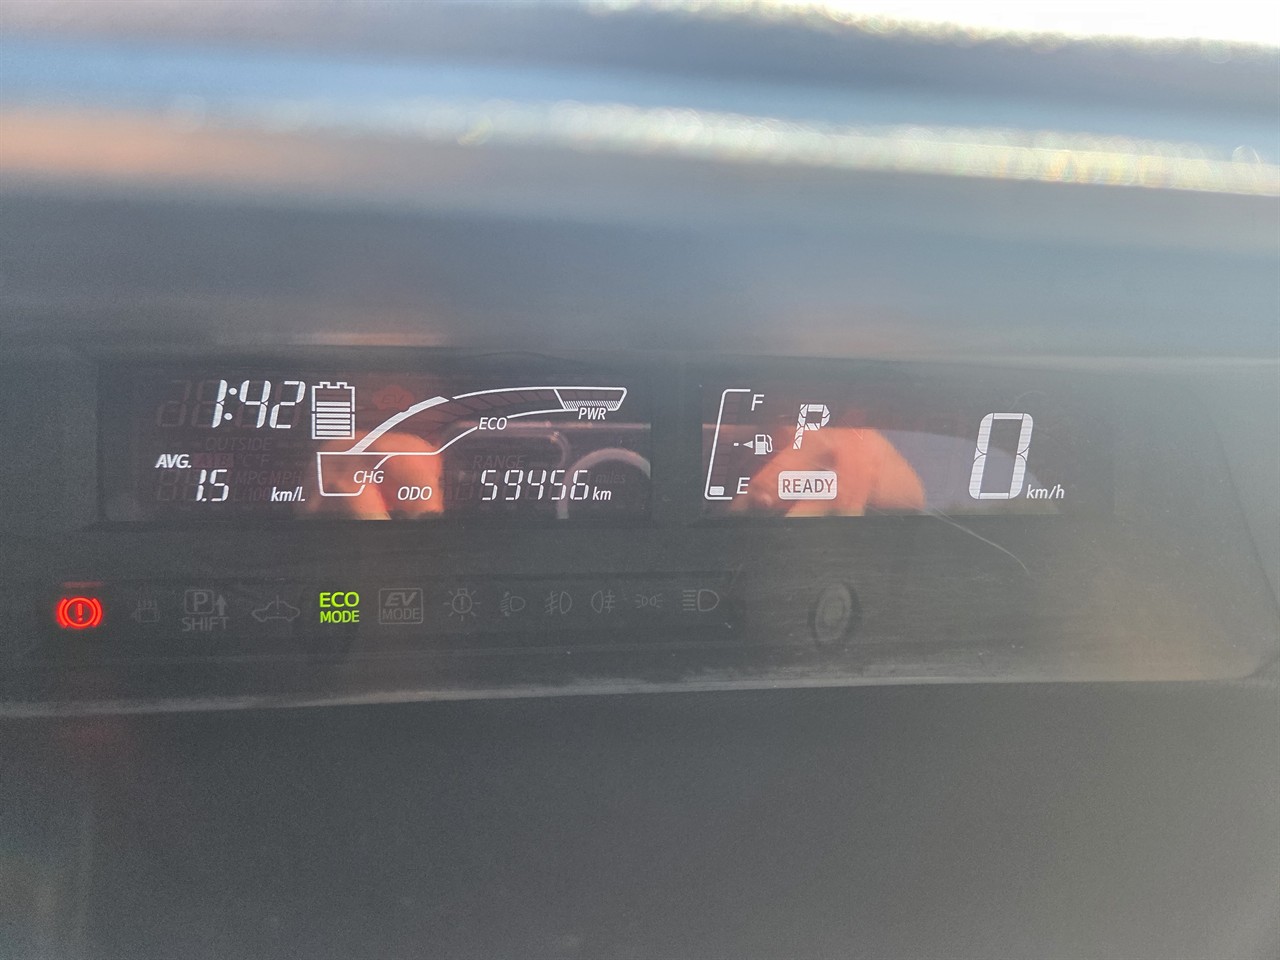 1:42
AVG. 1.5 km/L
CHG ECO PWR
ODO 59456 km
F
P
E READY
0 km/h
P SHIFT
ECO MODE
EV MODE